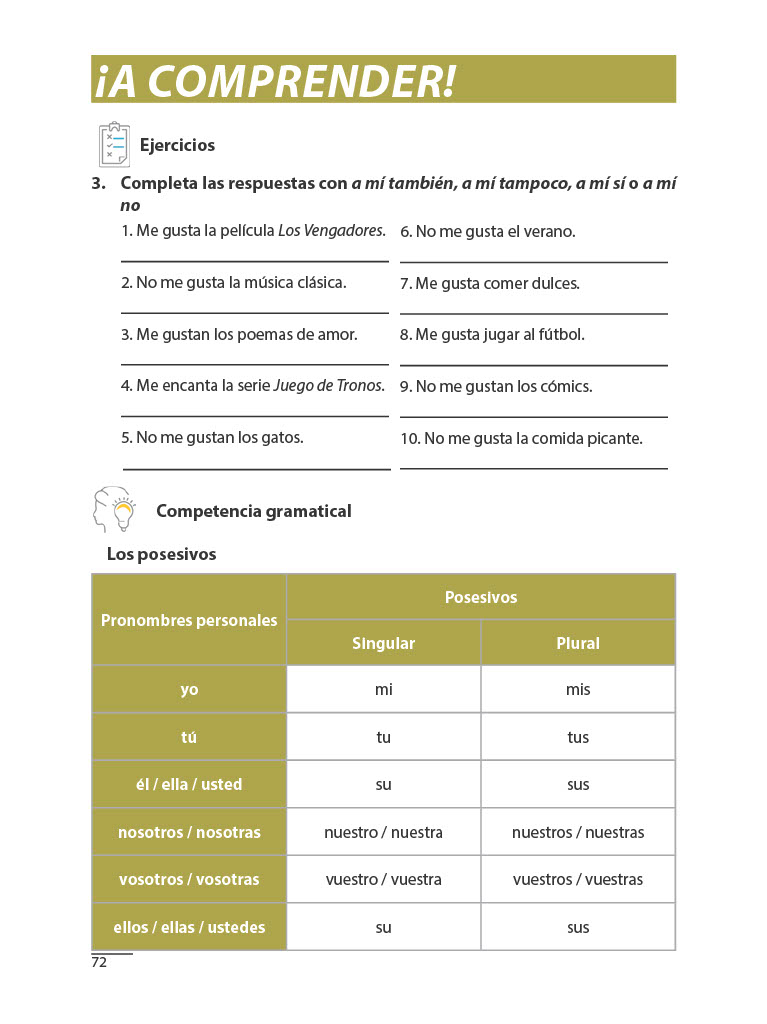 ¡A COMPRENDER!
Ejercicios
3. Completa las respuestas con a mí también, a mí tampoco, a mí sí o a mí
no
1. Me gusta la película Los Vengadores.
2. No me gusta la música clásica.
3. Me gustan los poemas de amor.
4. Me encanta la serie Juego de Tronos.
5. No me gustan los gatos.
6. No me gusta el verano.
7. Me gusta comer dulces.
8. Me gusta jugar al fútbol.
9. No me gustan los cómics.
10. No me gusta la comida picante.
Competencia gramatical
Los posesivos
Pronombres personales
Posesivos
Singular Plural
yo mi mis
tú tu tus
él / ella / usted su sus
nosotros / nosotras nuestro / nuestra nuestros / nuestras
vosotros / vosotras vuestro / vuestra vuestros / vuestras
ellos / ellas / ustedes su sus
72